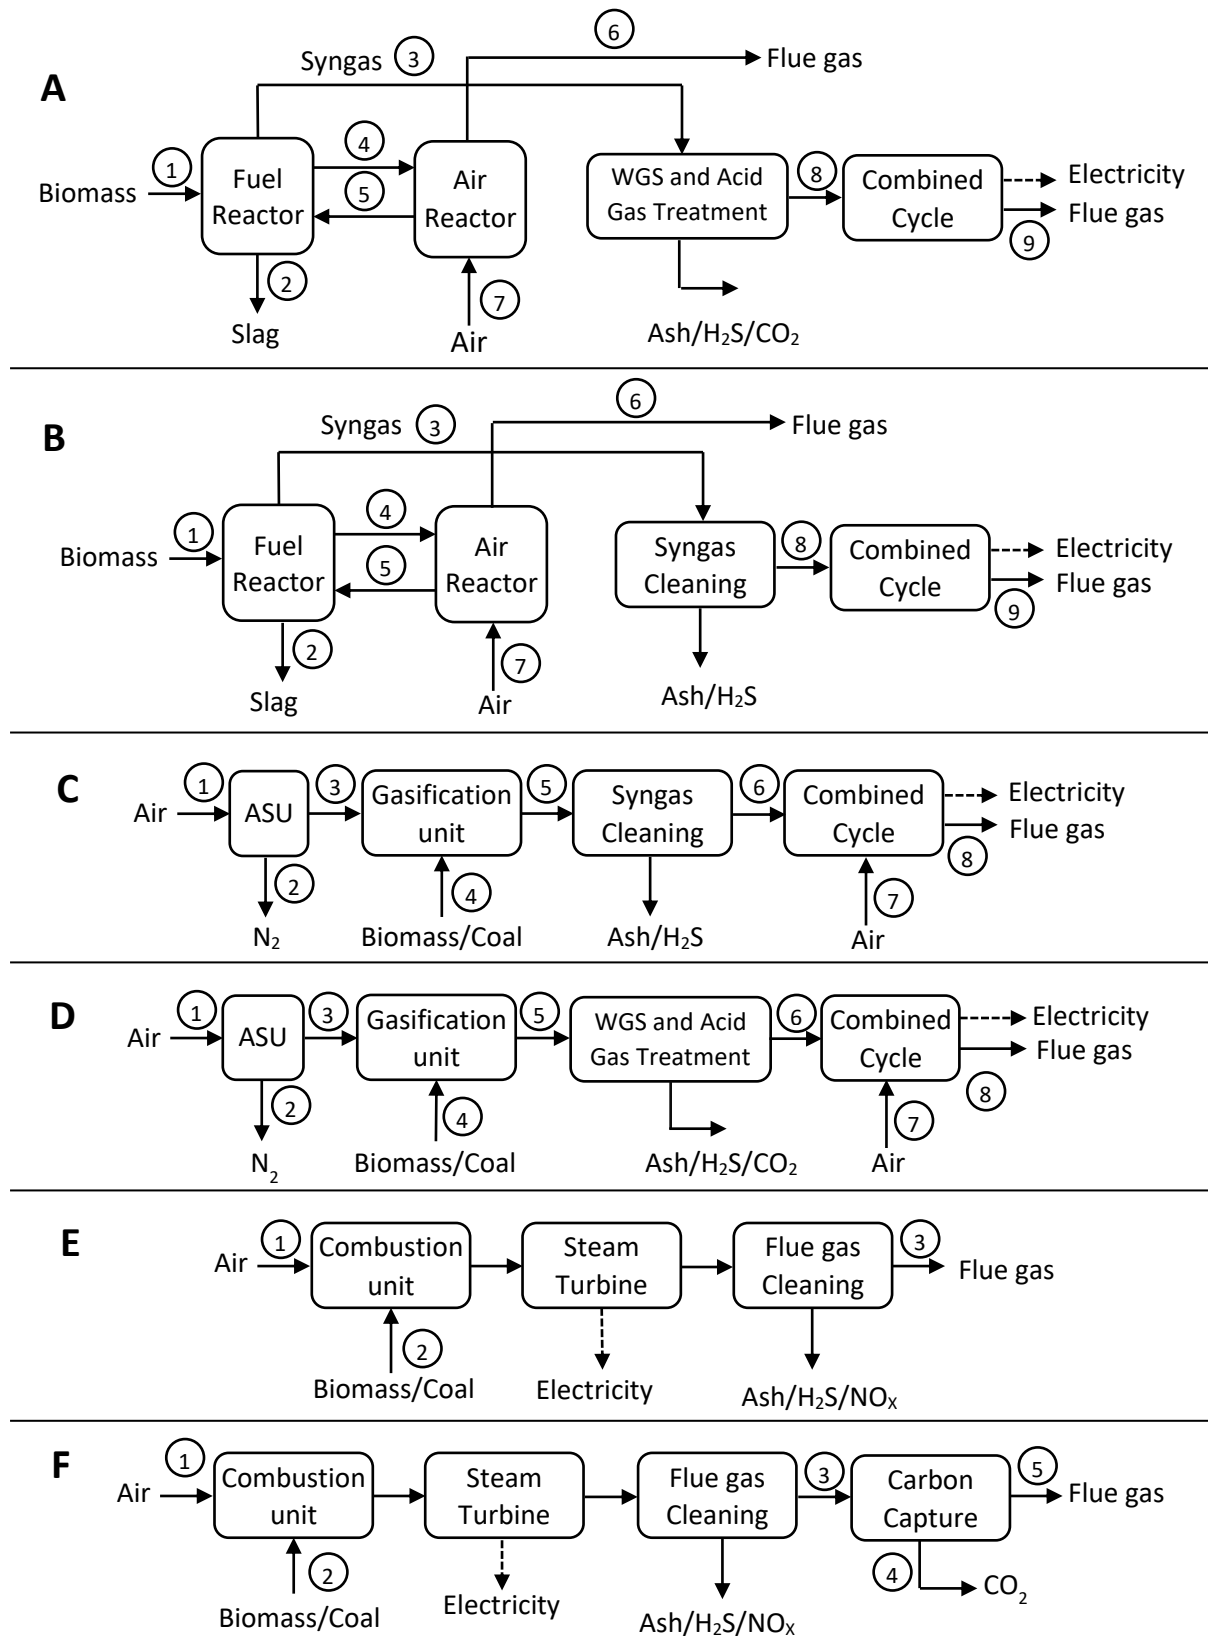 A
Syngas 3
6
Flue gas
1
Biomass
Fuel
Reactor
4
5
Air
Reactor
WGS and Acid
Gas Treatment
8
Combined
Cycle
Electricity
Flue gas
9
2
Slag
7
Air
Ash/H₂S/CO₂
B
Syngas 3
6
Flue gas
1
Biomass
Fuel
Reactor
4
5
Air
Reactor
Syngas
Cleaning
8
Combined
Cycle
Electricity
Flue gas
9
2
Slag
7
Air
Ash/H₂S
C
Air
1
ASU
3
Gasification
unit
5
Syngas
Cleaning
6
Combined
Cycle
Electricity
Flue gas
8
2
N₂
4
Biomass/Coal
Ash/H₂S
7
Air
D
Air
1
ASU
3
Gasification
unit
5
WGS and Acid
Gas Treatment
6
Combined
Cycle
Electricity
Flue gas
8
2
N₂
4
Biomass/Coal
Ash/H₂S/CO₂
7
Air
E
Air
1
Combustion
unit
Steam
Turbine
Flue gas
Cleaning
3
Flue gas
2
Biomass/Coal
Electricity
Ash/H₂S/NOₓ
F
Air
1
Combustion
unit
Steam
Turbine
Flue gas
Cleaning
3
Carbon
Capture
5
Flue gas
2
Biomass/Coal
Electricity
Ash/H₂S/NOₓ
4
CO₂